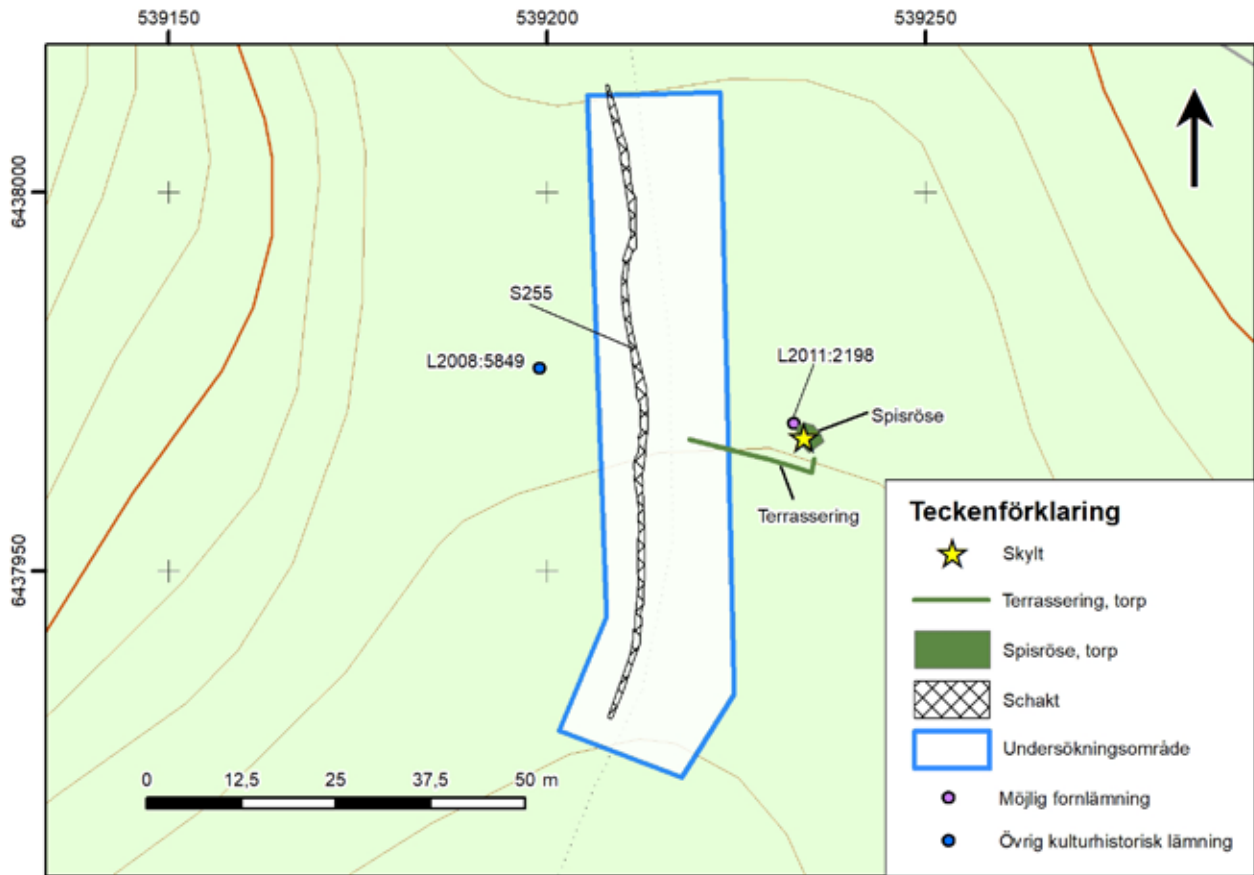 539150
539200
539250
6438000
S255
L2008:5849
L2011:2198
Spisröse
Terrassering
6437950
0 12,5 25 37,5 50 m
Teckenförklaring
Skylt
Terrassering, torp
Spisröse, torp
Schakt
Undersökningsområde
Möjlig fornlämning
Övrig kulturhistorisk lämning